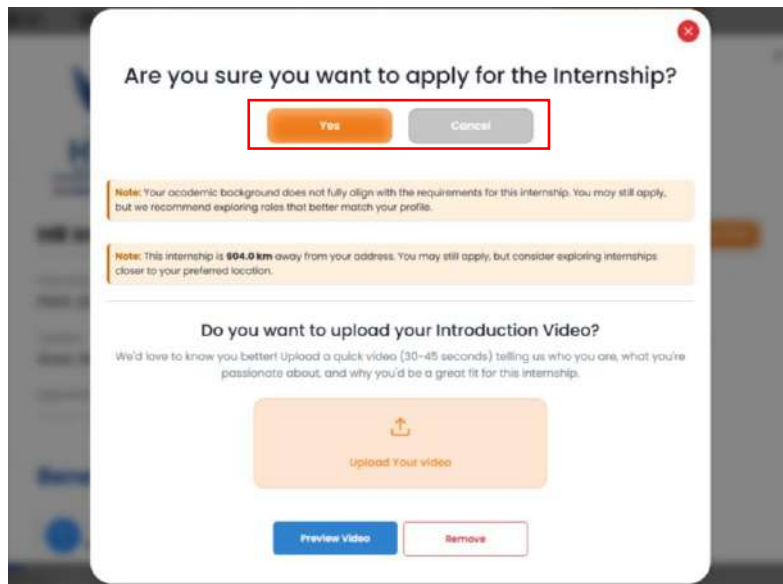 Are you sure you want to apply for the Internship?
Yes
Cancel
Note: Your academic background does not fully align with the requirements for this internship. You may still apply,
but we recommend exploring roles that better match your profile.
Note: This internship is 604.0 km away from your address. You may still apply, but consider exploring internships
closer to your preferred location.
Do you want to upload your Introduction Video?
We'd love to know you better! Upload a quick video (30-45 seconds) telling us who you are, what you're
passionate about, and why you'd be a great fit for this internship.
Upload Your video
Preview Video
Remove